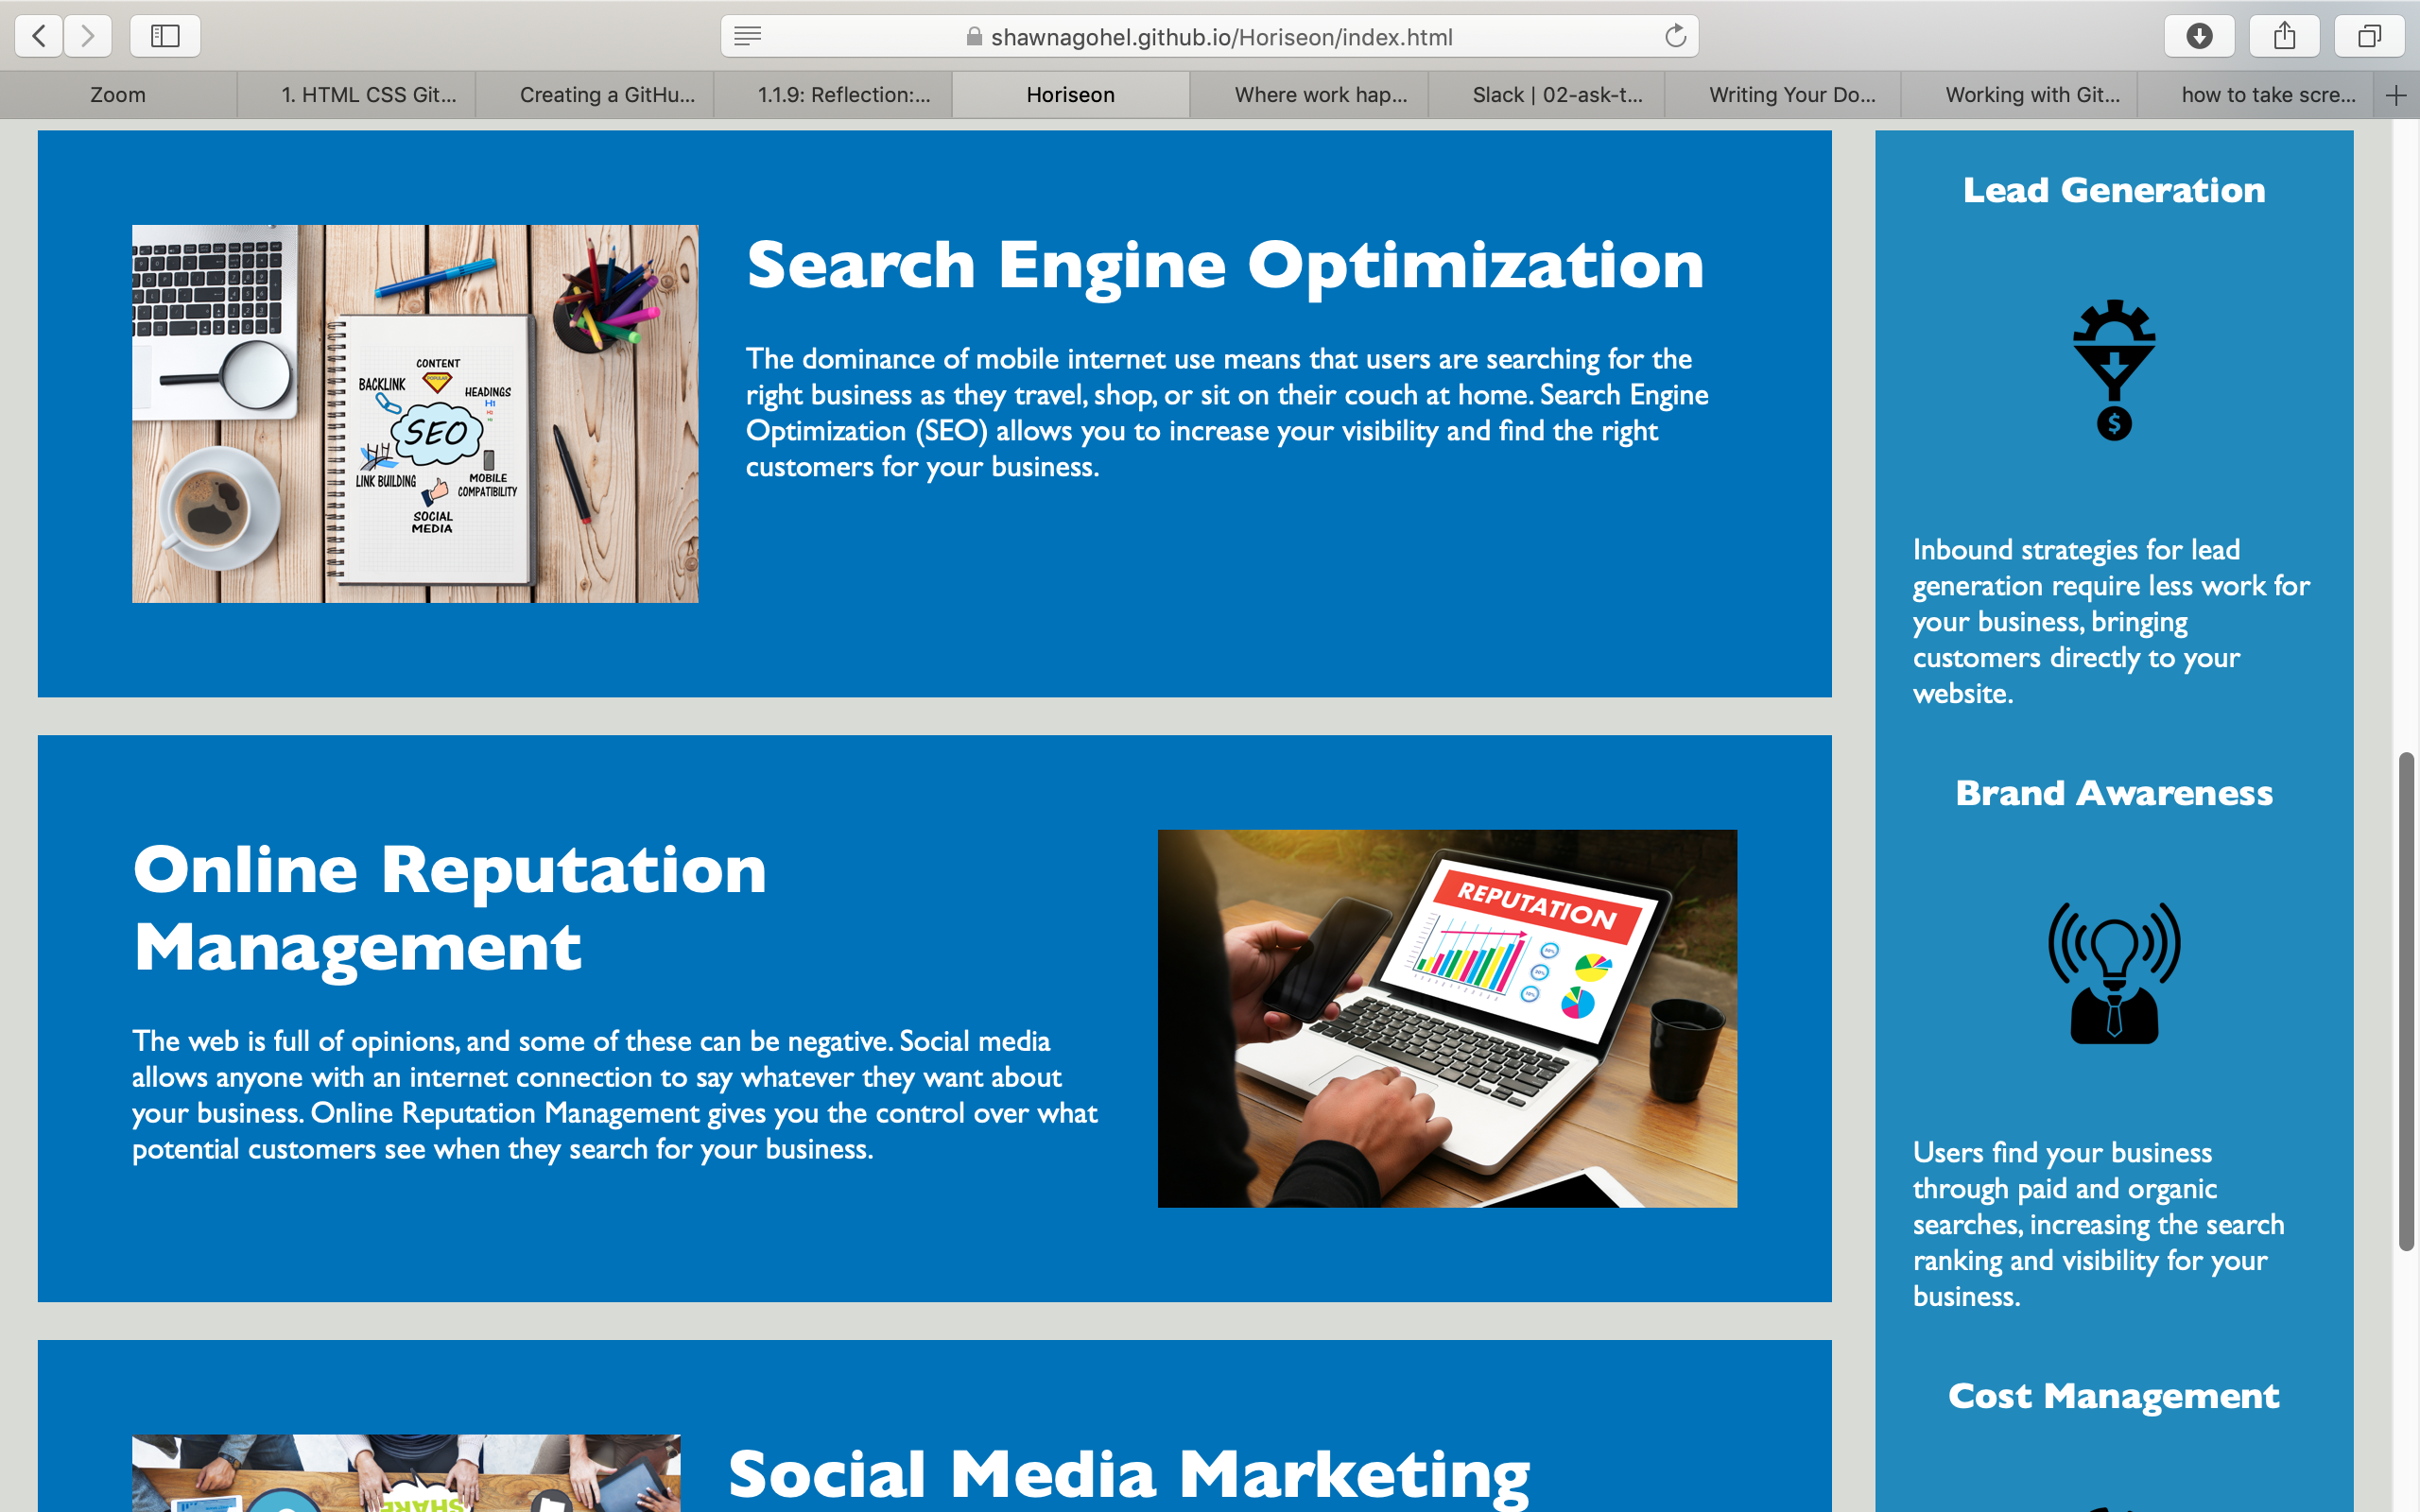 shawnagohel.github.io/Horiseon/index.html
Zoom
1. HTML CSS Git...
Creating a GitHu...
1.1.9: Reflection:...
Horiseon
Where work hap...
Slack | 02-ask-t...
Writing Your Do...
Working with Git...
how to take scre...
CONTENT
BACKLINK
HEADINGS
H1
SEO
LINK BUILDING
MOBILE
COMPATIBILITY
SOCIAL
MEDIA
Search Engine Optimization
The dominance of mobile internet use means that users are searching for the
right business as they travel, shop, or sit on their couch at home. Search Engine
Optimization (SEO) allows you to increase your visibility and find the right
customers for your business.
Online Reputation
Management
The web is full of opinions, and some of these can be negative. Social media
allows anyone with an internet connection to say whatever they want about
your business. Online Reputation Management gives you the control over what
potential customers see when they search for your business.
REPUTATION
SHARE
Social Media Marketing
Lead Generation
$
Inbound strategies for lead
generation require less work for
your business, bringing
customers directly to your
website.
Brand Awareness
Users find your business
through paid and organic
searches, increasing the search
ranking and visibility for your
business.
Cost Management